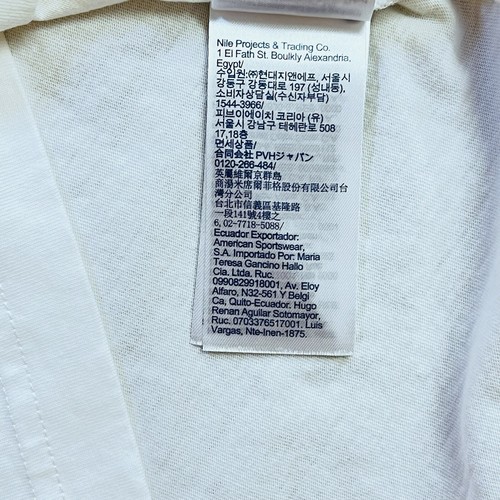 Nile Projects & Trading Co.
1 El Fath St. Boulkly Alexandria,
Egypt/
수입원:㈜현대지앤에프, 서울시
강동구 강동대로 197 (성내동),
소비자상담실(수신자부담)
1544-3966/
피브이에이치 코리아 (유)
서울시 강남구 테헤란로 508
17,18층
면세상품/
合同会社 PVHジャパン
0120-266-484/
英屬維爾京群島
商湯米席爾菲格股份有限公司台
灣分公司
台北市信義區基隆路
一段141號4樓之
6, 02-7718-5088/
Ecuador Exportador:
American Sportswear,
S.A. Importado Por: Maria
Teresa Gancino Hallo
Cia. Ltda. Ruc.
0990829918001, Av. Eloy
Alfaro, N32-561 Y Belgi
Ca, Quito-Ecuador. Hugo
Renan Aguilar Sotomayor,
Ruc. 0703376517001. Luis
Vargas, Nte-Inen-1875.